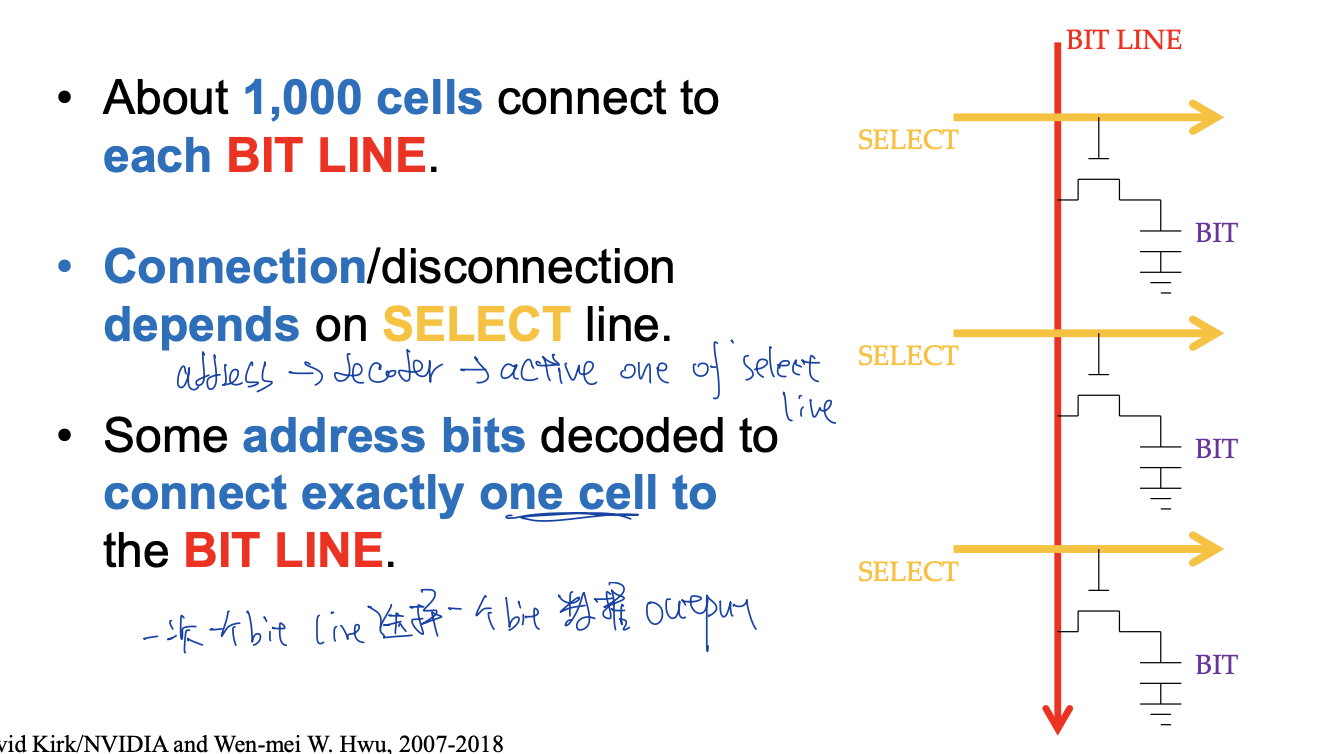 BIT LINE
• About 1,000 cells connect to
each BIT LINE.
SELECT
BIT
• Connection/disconnection
depends on SELECT line.
address → decoder → active one of select
line
SELECT
• Some address bits decoded to
connect exactly one cell to
the BIT LINE.
BIT
SELECT
一次一个bit line选择一个bit 数据 output
BIT
vid Kirk/NVIDIA and Wen-mei W. Hwu, 2007-2018